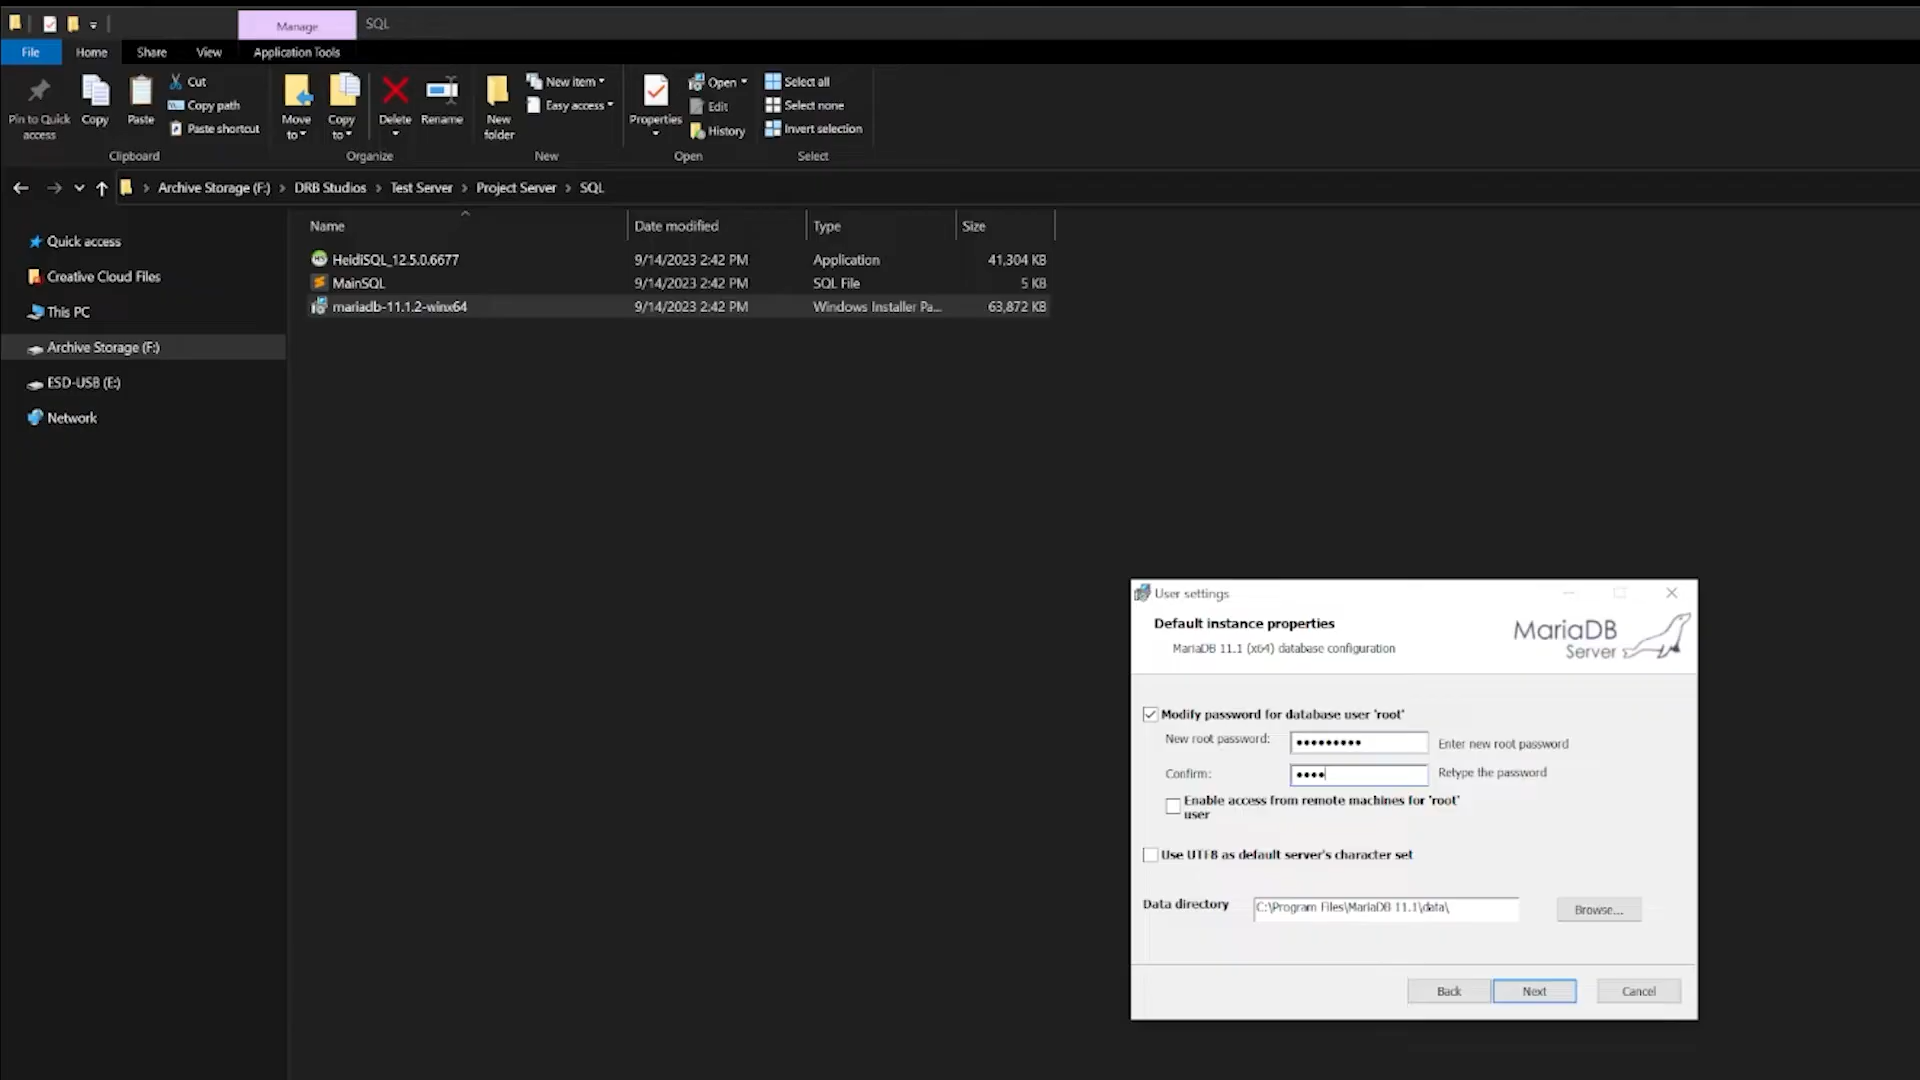 Manage
SQL
File
Home
Share
View
Application Tools
Pin to Quick
access
Copy
Paste
Cut
Copy path
Paste shortcut
Clipboard
Move
to
Copy
to
Delete
Rename
Organize
New
folder
New item
Easy access
New
Properties
Open
Edit
History
Open
Select all
Select none
Invert selection
Select
Archive Storage (F:) > DRB Studios > Test Server > Project Server > SQL
Quick access
Creative Cloud Files
This PC
Archive Storage (F:)
ESD-USB (E:)
Network
Name Date modified Type Size
HeidiSQL_12.5.0.6677 9/14/2023 2:42 PM Application 41,304 KB
MainSQL 9/14/2023 2:42 PM SQL File 5 KB
mariadb-11.1.2-winx64 9/14/2023 2:42 PM Windows Installer Pa... 63,872 KB
User settings
Default instance properties
MariaDB 11.1 (x64) database configuration
MariaDB
Server
Modify password for database user 'root'
New root password: ••••••••• Enter new root password
Confirm: •••• Retype the password
Enable access from remote machines for 'root'
user
Use UTF8 as default server's character set
Data directory C:\Program Files\MariaDB 11.1\data\ Browse...
Back Next Cancel